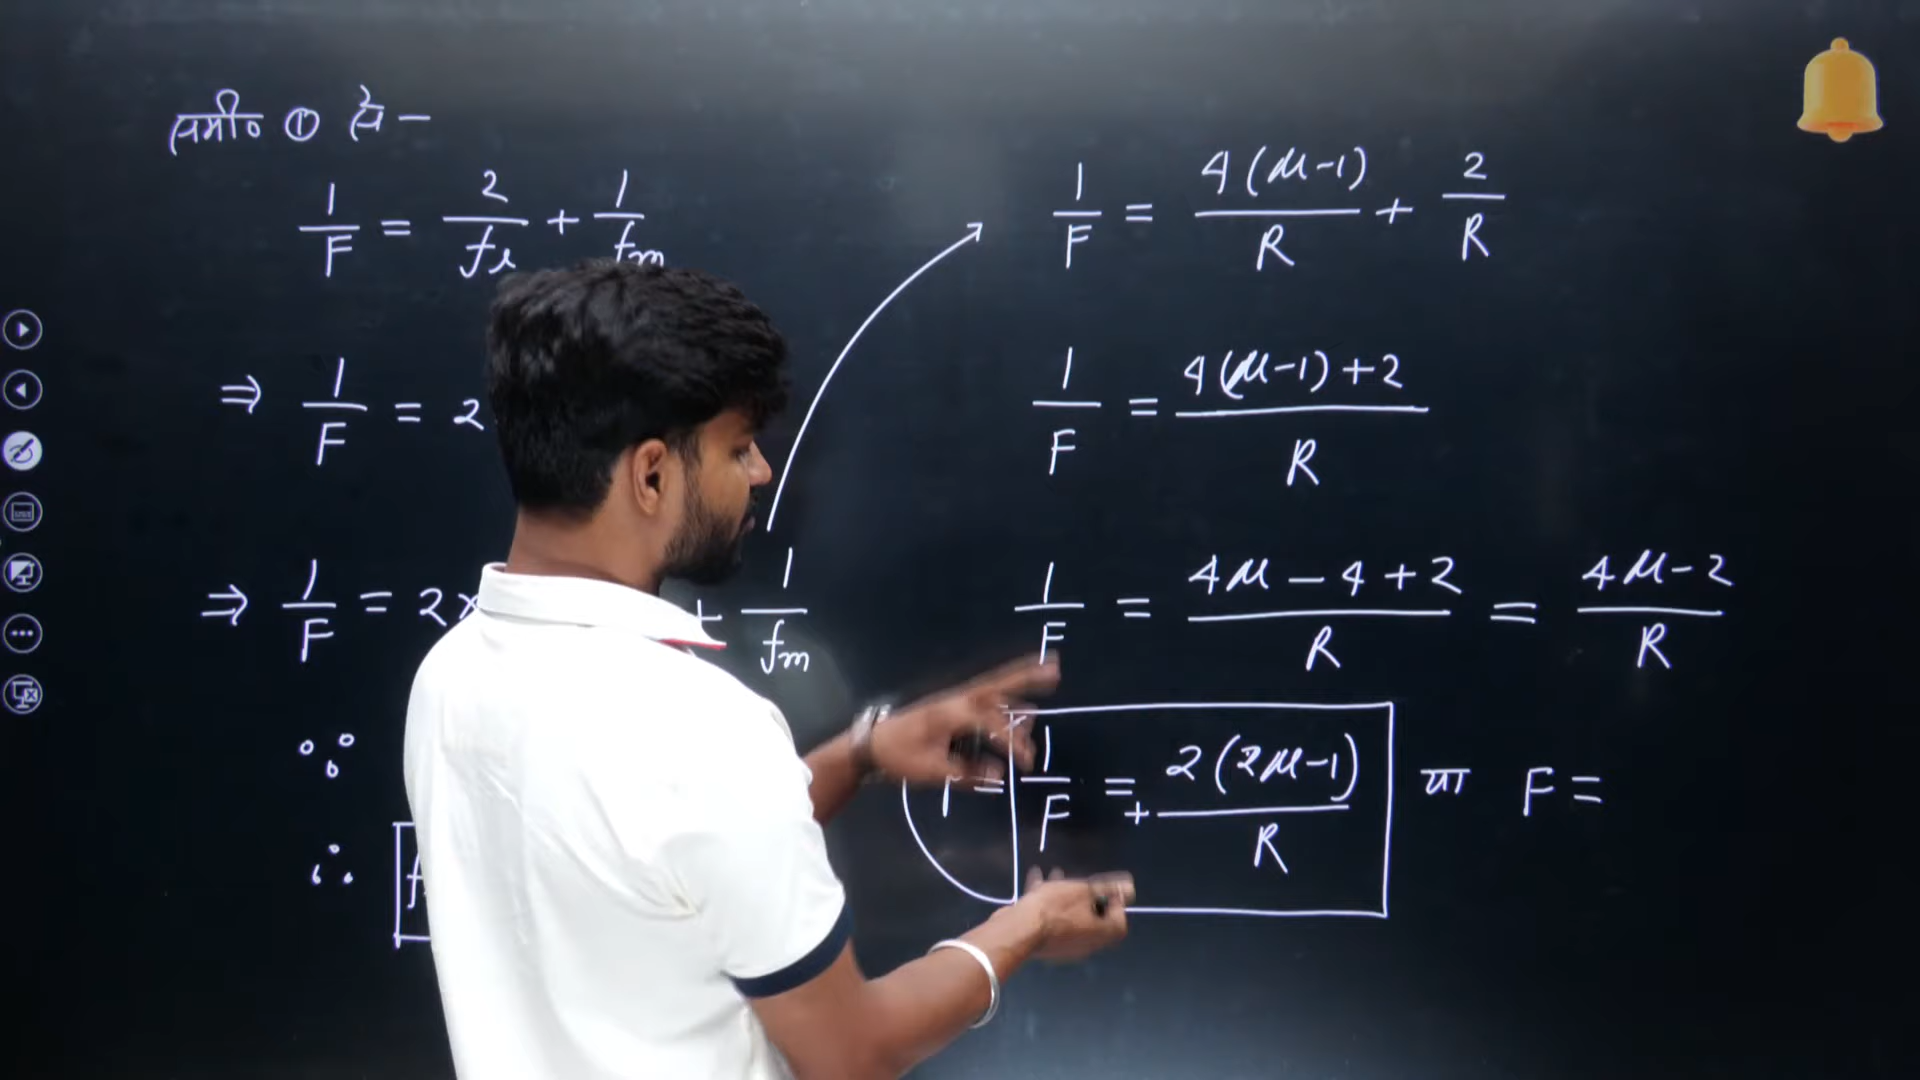 समी० ① से -
1/F = 2/fℓ + 1/fm
⇒ 1/F = 2
⇒ 1/F = 2× + 1/fm
∵
∴ f
1/F = 4(μ-1)/R + 2/R
1/F = 4(μ-1)+2/R
1/F = 4μ - 4 + 2/R = 4μ-2/R
1/F =+ 2(2μ-1)/R या F =